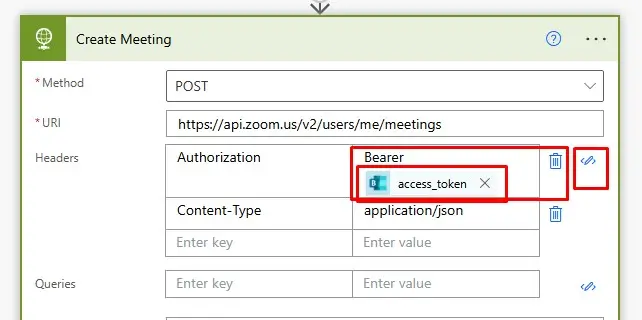 Create Meeting
* Method
POST
* URI
https://api.zoom.us/v2/users/me/meetings
Headers
Authorization
Bearer
access_token
Content-Type
application/json
Enter key
Enter value
Queries
Enter key
Enter value